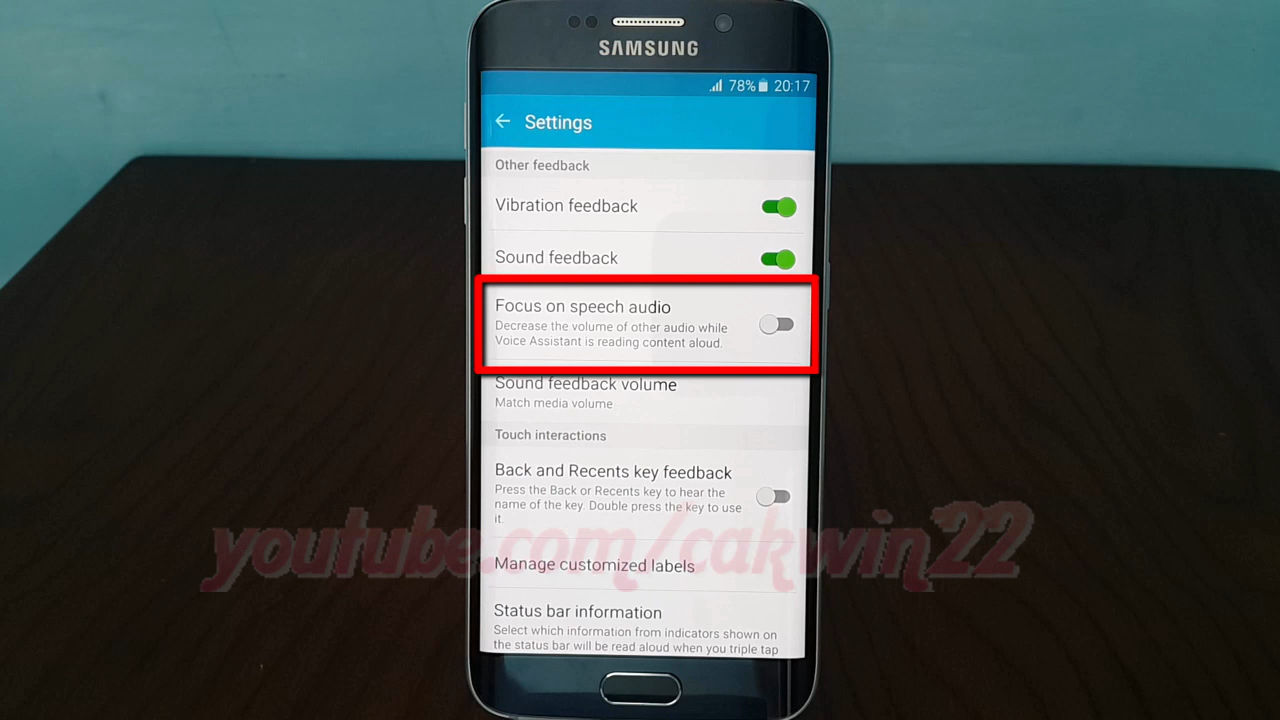 SAMSUNG
78% 20:17
Settings
Other feedback
Vibration feedback
Sound feedback
Focus on speech audio
Decrease the volume of other audio while
Voice Assistant is reading content aloud.
Sound feedback volume
Match media volume
Touch interactions
Back and Recents key feedback
Press the Back or Recents key to hear the
name of the key. Double press the key to use
it.
youtube.com/cakwin22
Manage customized labels
Status bar information
Select which information from indicators shown on
the status bar will be read aloud when you triple tap